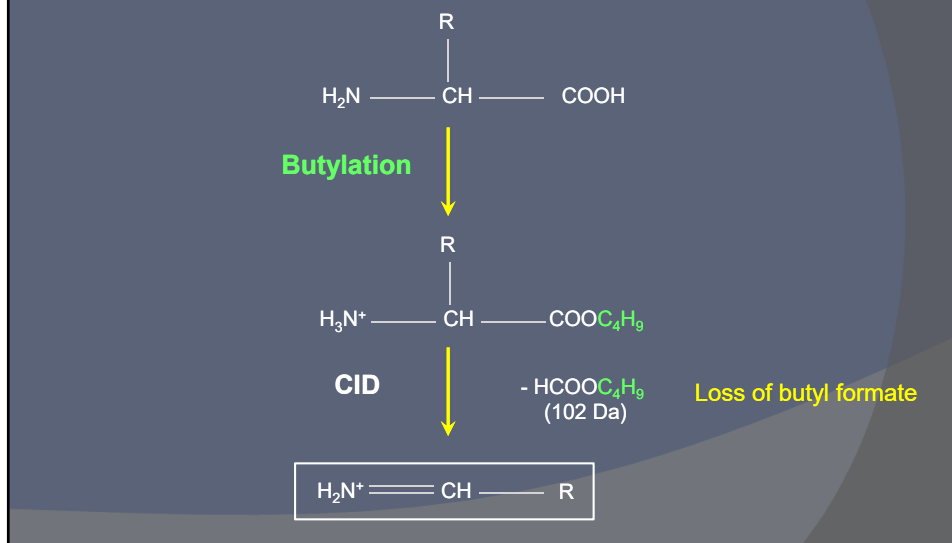 R
H₂N CH COOH
Butylation
R
H₃N⁺ CH COOC₄H₉
CID - HCOOC₄H₉ Loss of butyl formate
(102 Da)
H₂N⁺ CH R